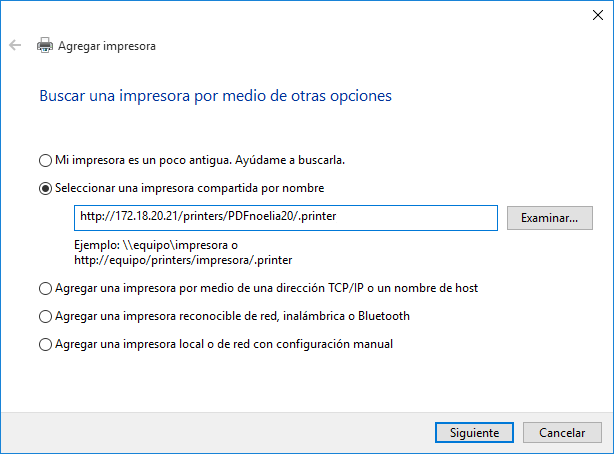 Agregar impresora
Buscar una impresora por medio de otras opciones
Mi impresora es un poco antigua. Ayúdame a buscarla.
Seleccionar una impresora compartida por nombre
http://172.18.20.21/printers/PDFnoelia20/.printer
Examinar...
Ejemplo: \\equipo\impresora o
http://equipo/printers/impresora/.printer
Agregar una impresora por medio de una dirección TCP/IP o un nombre de host
Agregar una impresora reconocible de red, inalámbrica o Bluetooth
Agregar una impresora local o de red con configuración manual
Siguiente
Cancelar